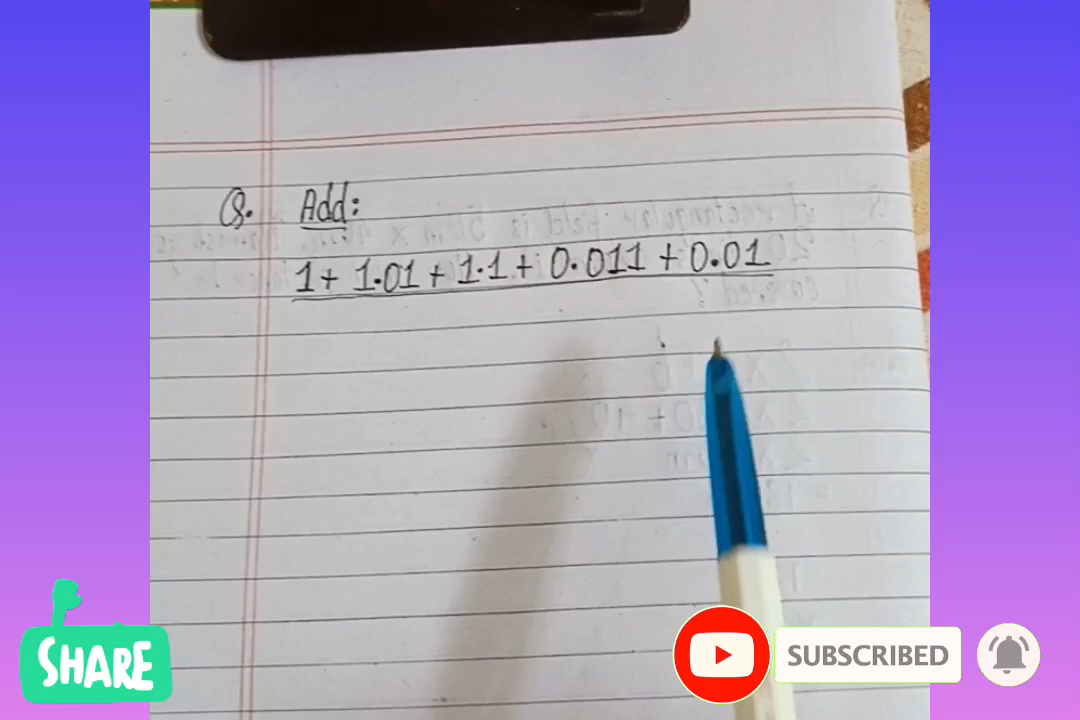 Q. Add:
1 + 1.01 + 1.1 + 0.011 + 0.01
SHARE
SUBSCRIBED